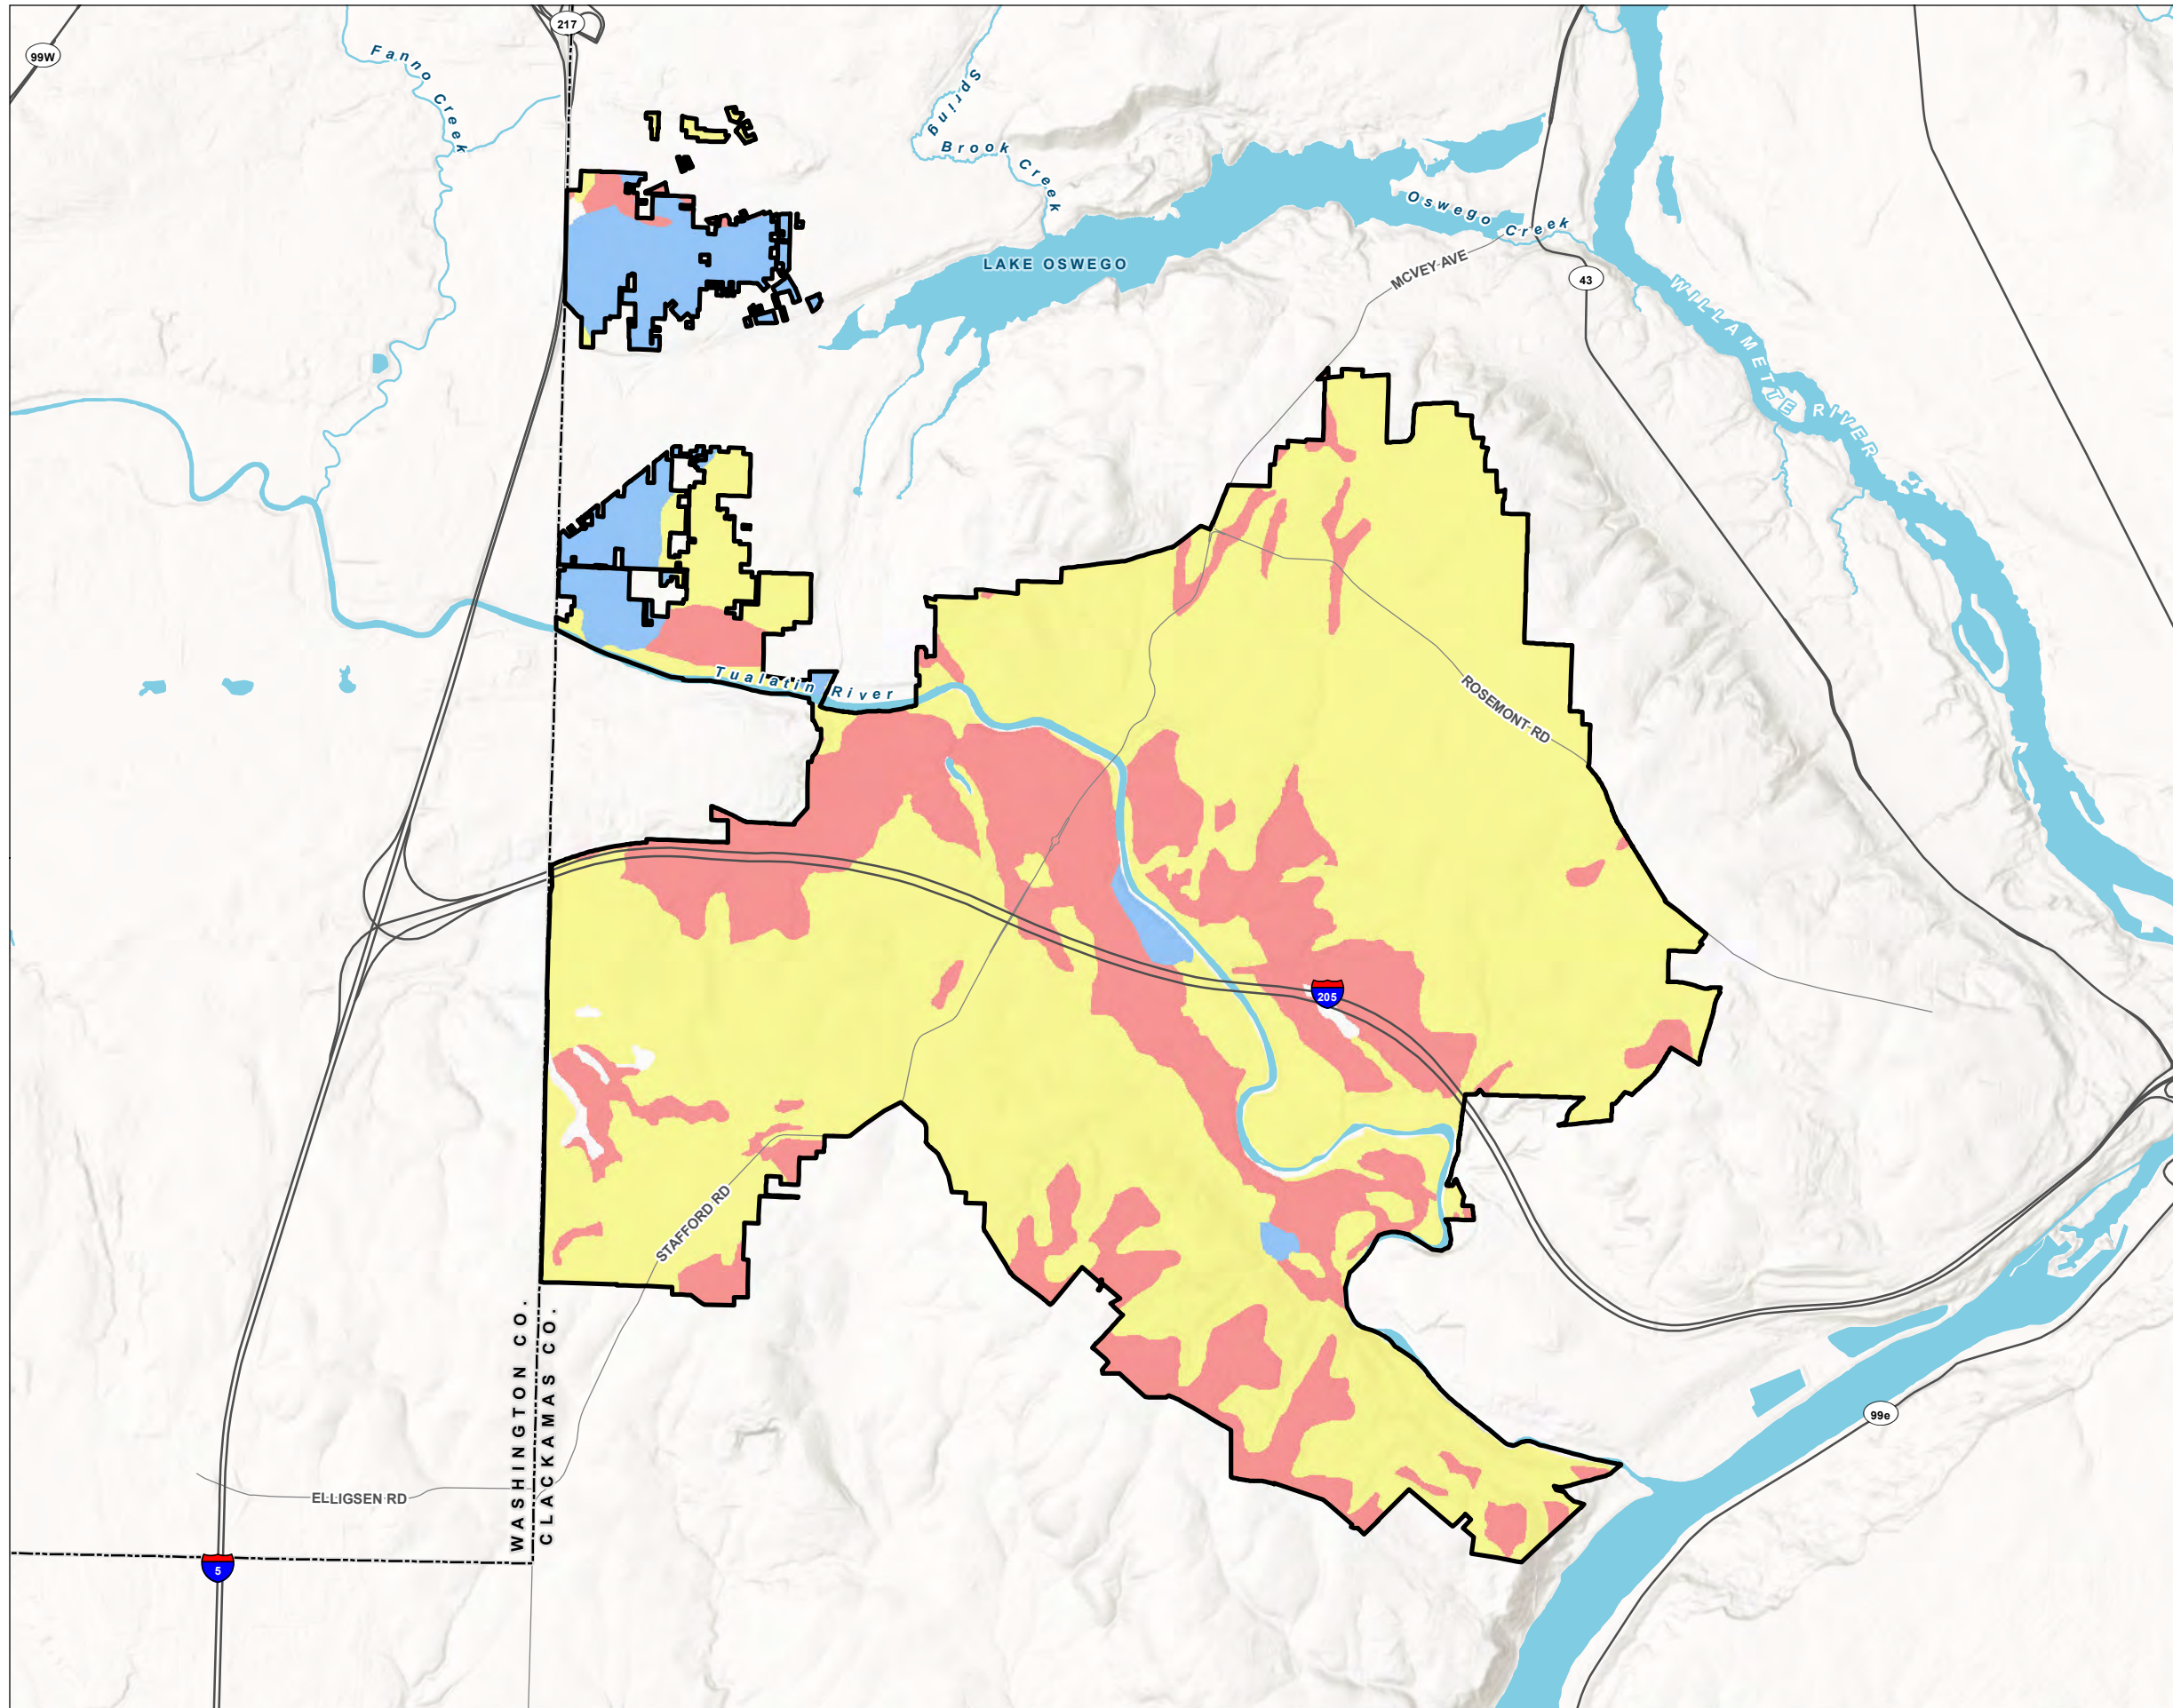 217
99W
Fanno Creek
Spring
Brook Creek
Oswego
Creek
LAKE OSWEGO
MCVEY AVE
43
WILLAMETTE RIVER
Tualatin River
ROSEMONT RD
205
STAFFORD RD
WASHINGTON CO.
CLACKAMAS CO.
99e
ELLIGSEN RD
5